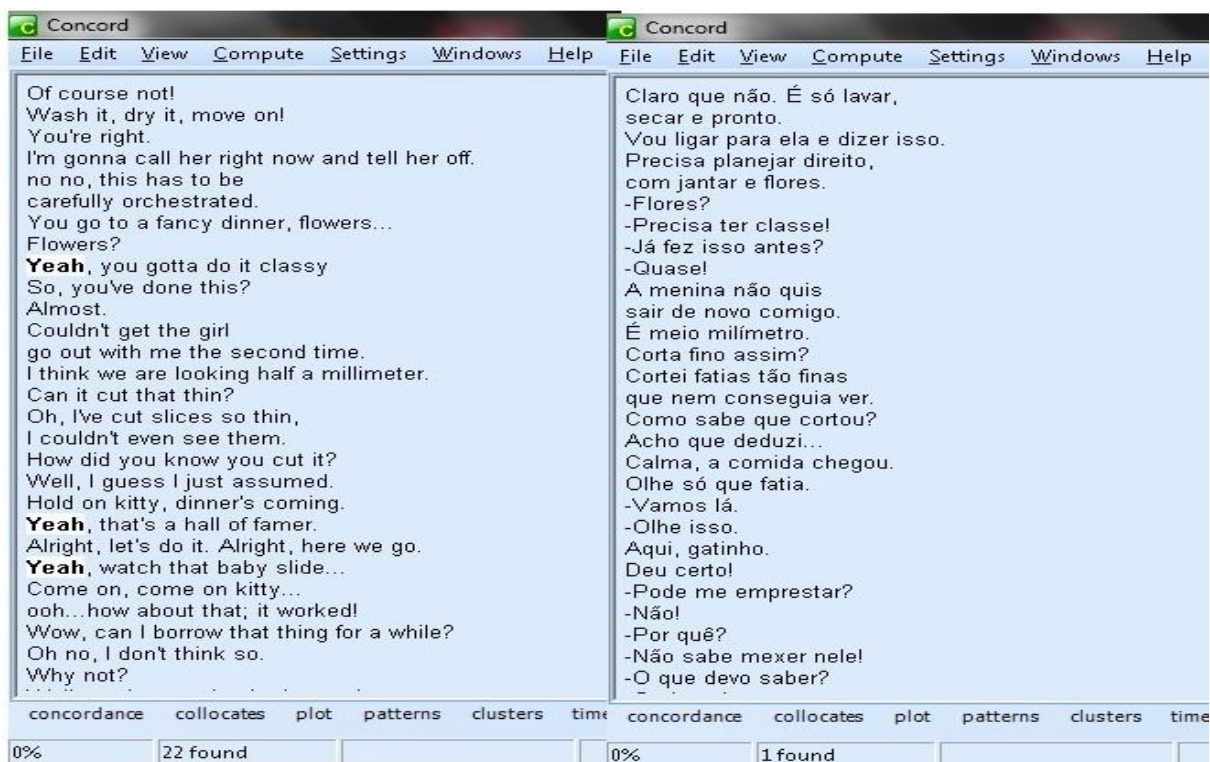 Concord
File Edit View Compute Settings Windows Help
Of course not!
Wash it, dry it, move on!
You're right.
I'm gonna call her right now and tell her off.
no no, this has to be
carefully orchestrated.
You go to a fancy dinner, flowers...
Flowers?
Yeah, you gotta do it classy
So, you've done this?
Almost.
Couldn't get the girl
go out with me the second time.
I think we are looking half a millimeter.
Can it cut that thin?
Oh, I've cut slices so thin,
I couldn't even see them.
How did you know you cut it?
Well, I guess I just assumed.
Hold on kitty, dinner's coming.
Yeah, that's a hall of famer.
Alright, let's do it. Alright, here we go.
Yeah, watch that baby slide...
Come on, come on kitty...
ooh...how about that; it worked!
Wow, can I borrow that thing for a while?
Oh no, I don't think so.
Why not?
concordance collocates plot patterns clusters time
0% 22 found
Concord
File Edit View Compute Settings Windows Help
Claro que não. É só lavar,
secar e pronto.
Vou ligar para ela e dizer isso.
Precisa planejar direito,
com jantar e flores.
-Flores?
-Precisa ter classe!
-Já fez isso antes?
-Quase!
A menina não quis
sair de novo comigo.
É meio milímetro.
Corta fino assim?
Cortei fatias tão finas
que nem conseguia ver.
Como sabe que cortou?
Acho que deduzi...
Calma, a comida chegou.
Olhe só que fatia.
-Vamos lá.
-Olhe isso.
Aqui, gatinho.
Deu certo!
-Pode me emprestar?
-Não!
-Por quê?
-Não sabe mexer nele!
-O que devo saber?
concordance collocates plot patterns clusters time
0% 1 found